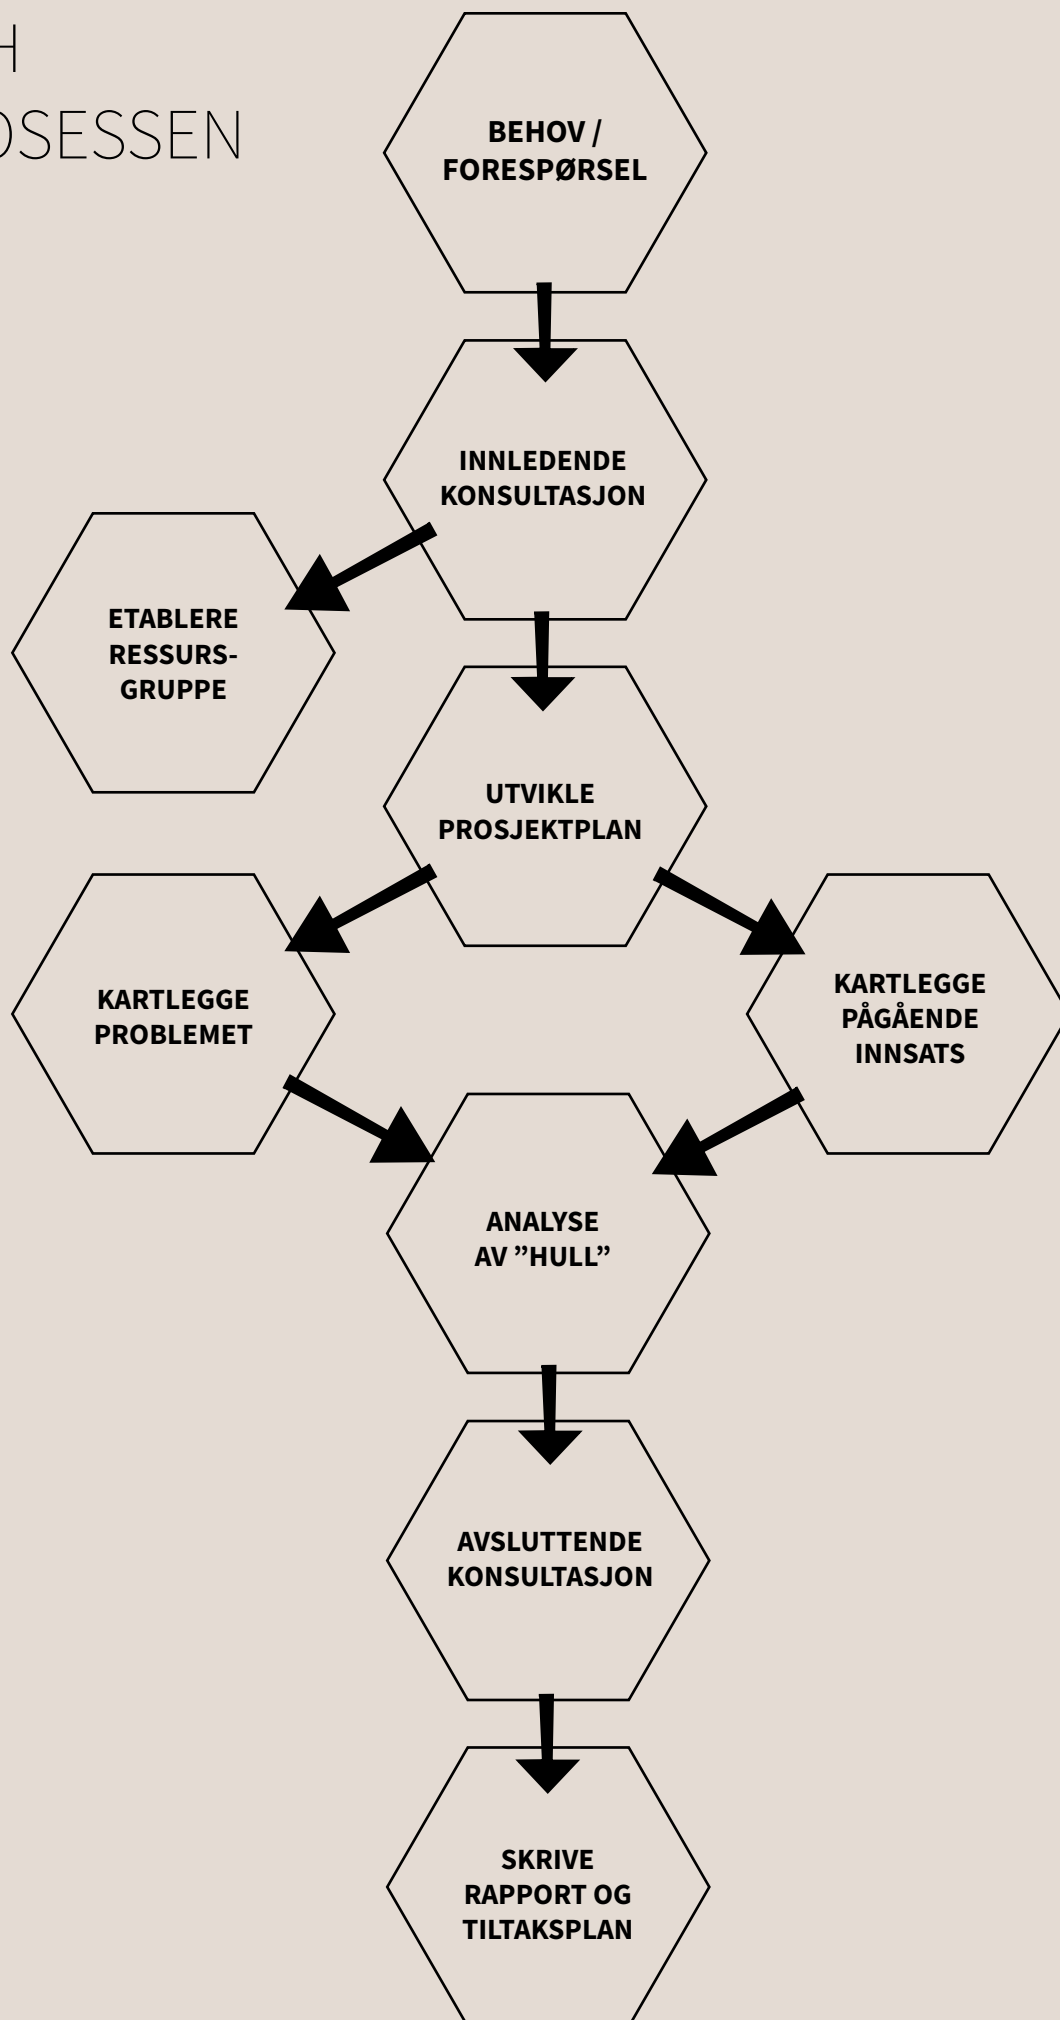 H
OSESSEN
BEHOV /
FORESPØRSEL
INNLEDENDE
KONSULTASJON
ETABLERE
RESSURS-
GRUPPE
UTVIKLE
PROSJEKTPLAN
KARTLEGGE
PROBLEMET
KARTLEGGE
PÅGÅENDE
INNSATS
ANALYSE
AV ”HULL”
AVSLUTTENDE
KONSULTASJON
SKRIVE
RAPPORT OG
TILTAKSPLAN